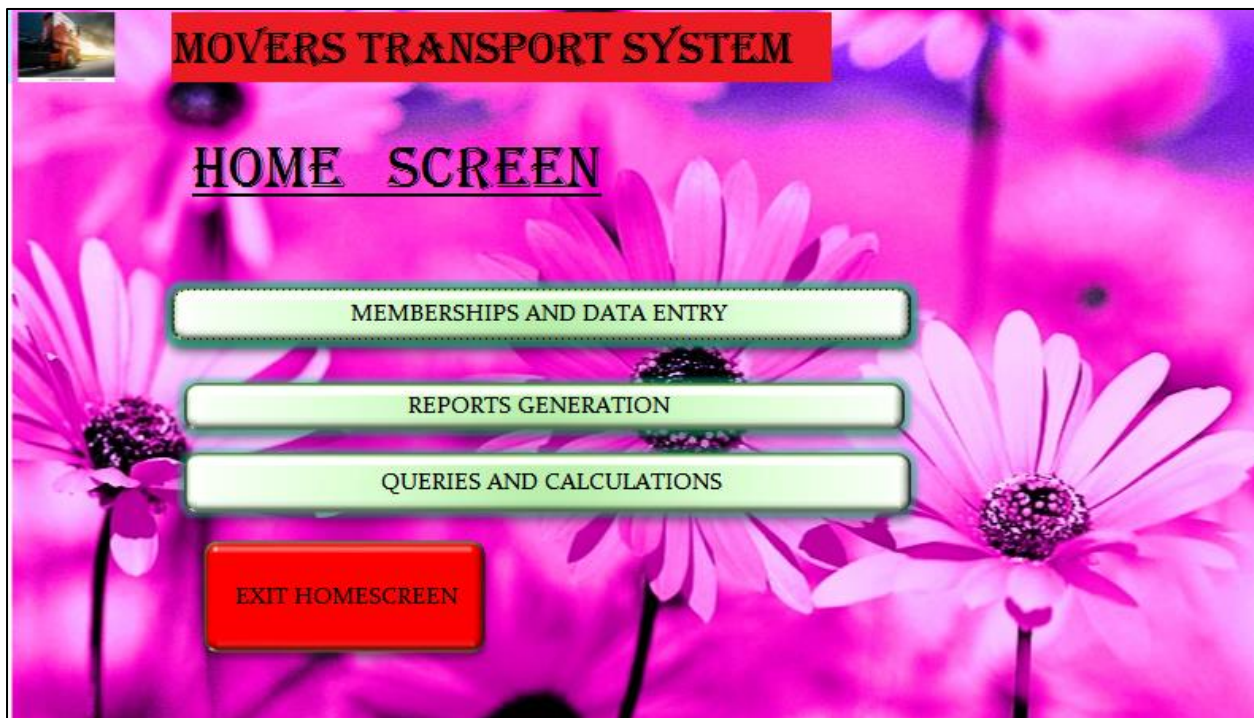 MOVERS TRANSPORT SYSTEM
HOME SCREEN
MEMBERSHIPS AND DATA ENTRY
REPORTS GENERATION
QUERIES AND CALCULATIONS
EXIT HOMESCREEN